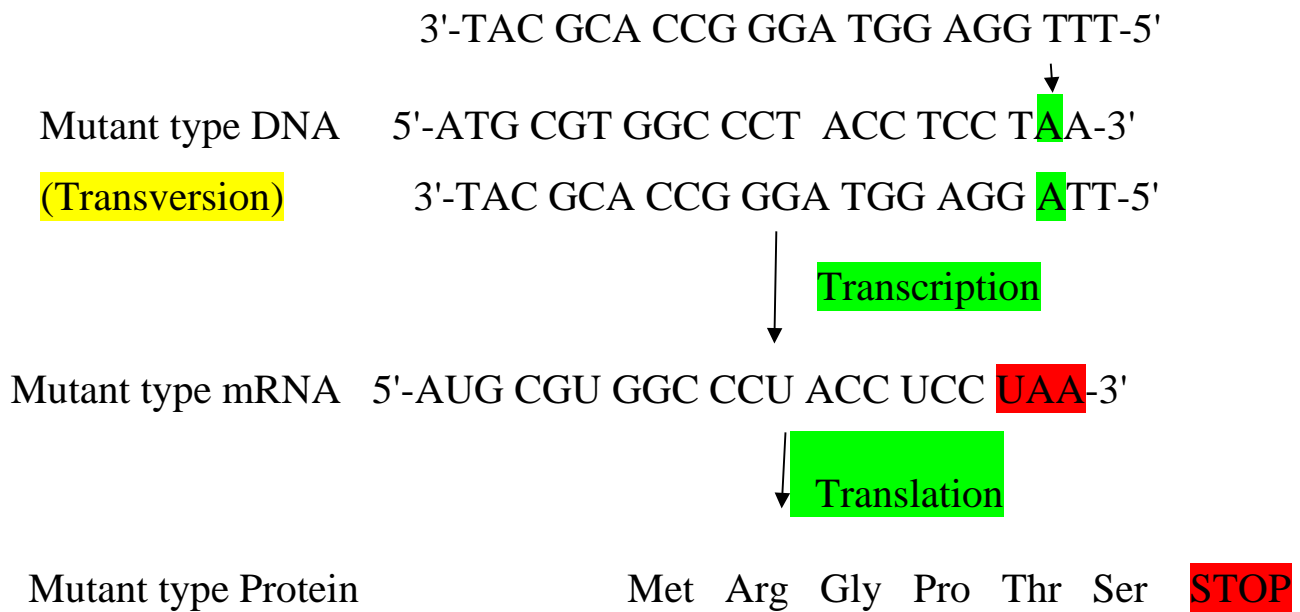 3'-TAC GCA CCG GGA TGG AGG TTT-5'
Mutant type DNA 5'-ATG CGT GGC CCT ACC TCC TAA-3'
(Transversion) 3'-TAC GCA CCG GGA TGG AGG ATT-5'
Transcription
Mutant type mRNA 5'-AUG CGU GGC CCU ACC UCC UAA-3'
Translation
Mutant type Protein Met Arg Gly Pro Thr Ser STOP